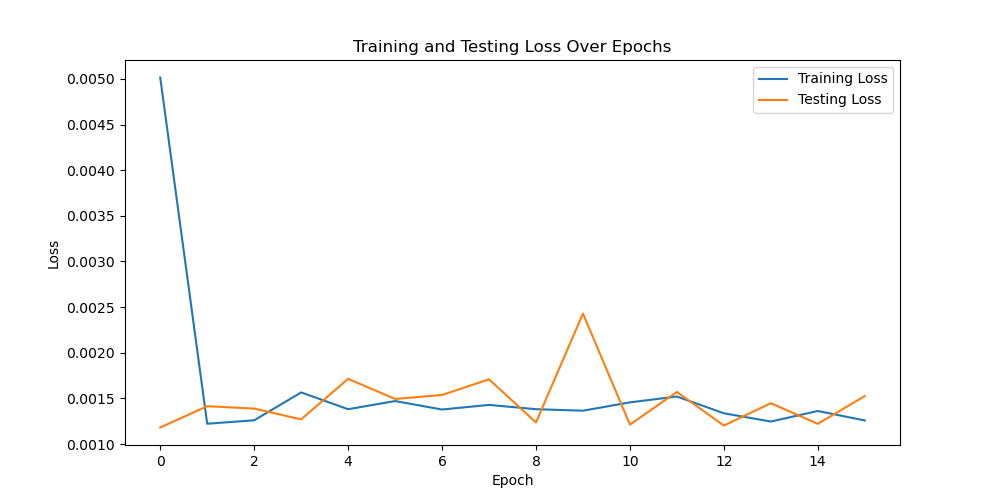 Training and Testing Loss Over Epochs
Training Loss
Testing Loss
0.0050
0.0045
0.0040
0.0035
0.0030
0.0025
0.0020
0.0015
0.0010
Loss
0 2 4 6 8 10 12 14
Epoch